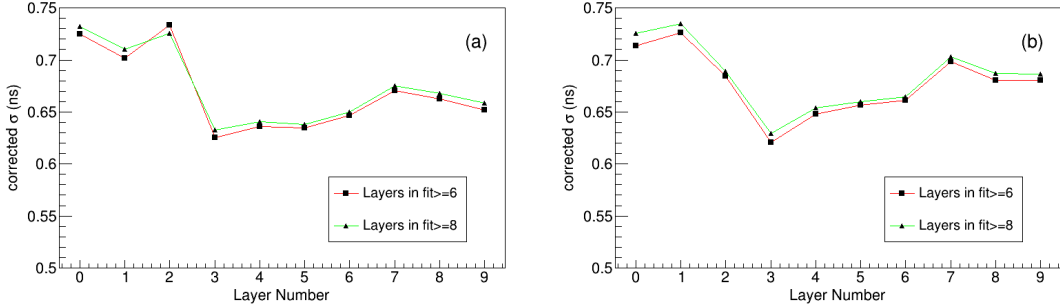 0.75
0.7
0.65
0.6
0.55
0.5
corrected σ (ns)
(a)
Layers in fit>=6
Layers in fit>=8
0 1 2 3 4 5 6 7 8 9
Layer Number
0.75
0.7
0.65
0.6
0.55
0.5
corrected σ (ns)
(b)
Layers in fit>=6
Layers in fit>=8
0 1 2 3 4 5 6 7 8 9
Layer Number